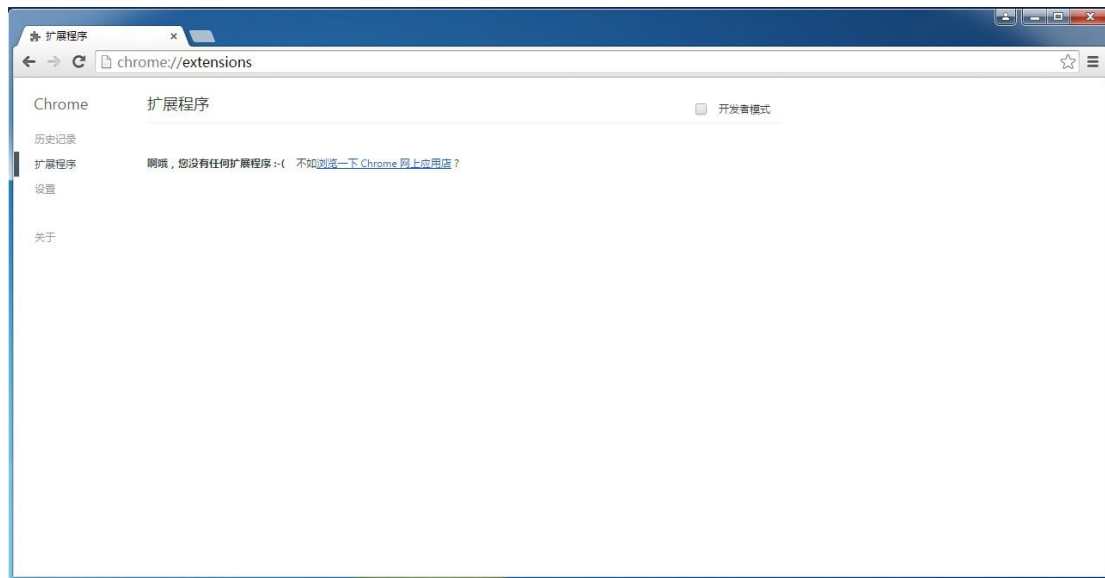 扩展程序
chrome://extensions
Chrome
扩展程序
开发者模式
历史记录
扩展程序
啊哦，您没有任何扩展程序 :-( 不如浏览一下 Chrome 网上应用店？
设置
关于